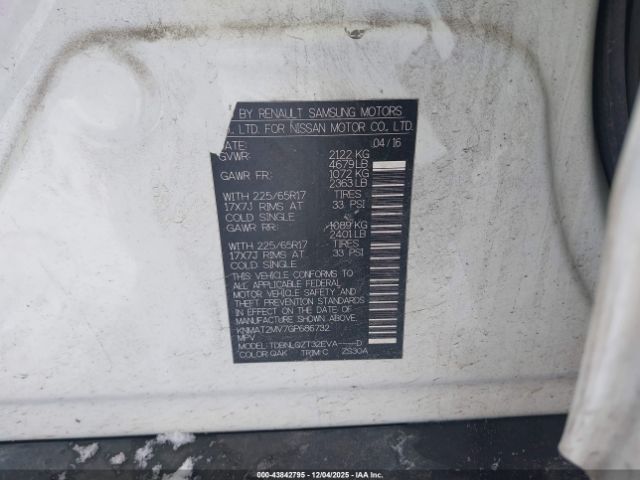 BY RENAULT SAMSUNG MOTORS
LTD. FOR NISSAN MOTOR CO., LTD.
ATE: 04/16
GVWR: 2122 KG
4679LB
GAWR FR: 1072 KG
2363LB
WITH 225/65R17 TIRES
17X7J RIMS AT 33 PSI
COLD SINGLE
GAWR RR: 1089 KG
2401LB
WITH 225/65R17 TIRES
17X7J RIMS AT 33 PSI
COLD SINGLE
THIS VEHICLE CONFORMS TO
ALL APPLICABLE FEDERAL
MOTOR VEHICLE SAFETY AND
THEFT PREVENTION STANDARDS
IN EFFECT ON THE DATE OF
MANUFACTURE SHOWN ABOVE.
KNMAT2MV7GP686732
MPV
MODEL: TDBNLGZT32EVA----D
COLOR: QAK TRIM: C ZS30A
000-43842795 - 12/04/2025 - IAA Inc.